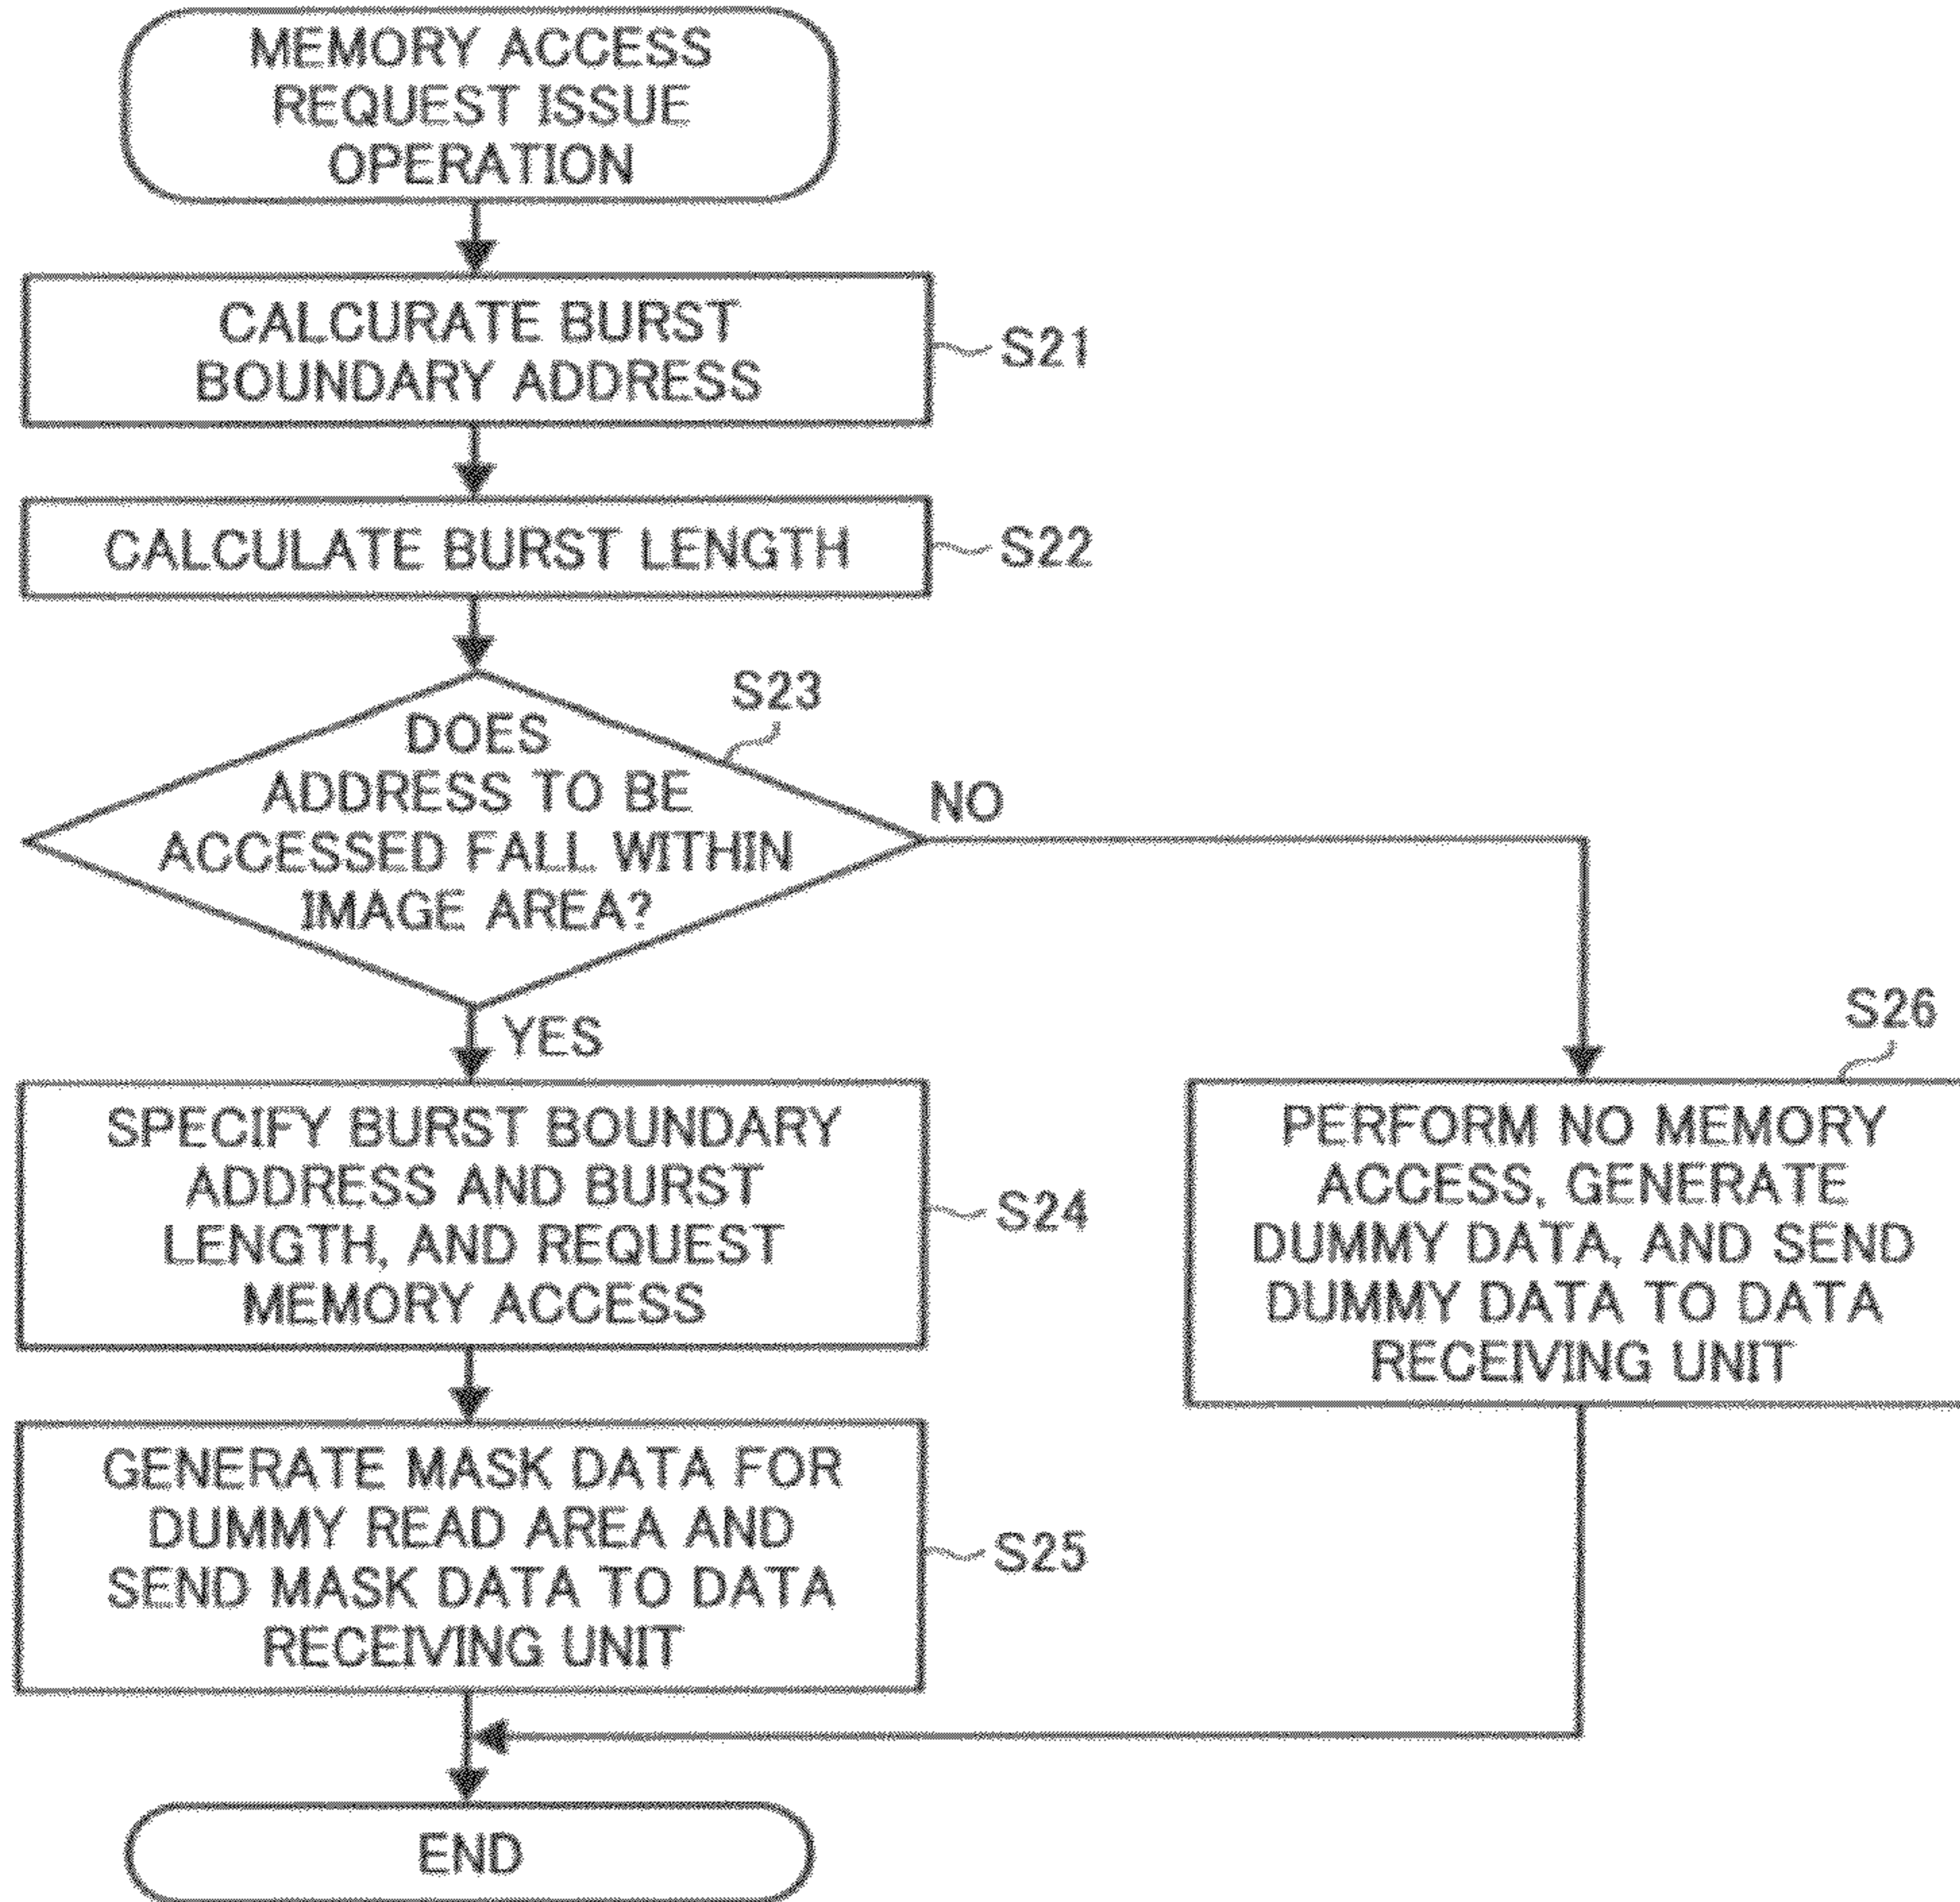 MEMORY ACCESS
REQUEST ISSUE
OPERATION
CALCURATE BURST
BOUNDARY ADDRESS
S21
CALCULATE BURST LENGTH
S22
S23
DOES
ADDRESS TO BE
ACCESSED FALL WITHIN
IMAGE AREA?
NO
YES
SPECIFY BURST BOUNDARY
ADDRESS AND BURST
LENGTH, AND REQUEST
MEMORY ACCESS
S24
S26
PERFORM NO MEMORY
ACCESS, GENERATE
DUMMY DATA, AND SEND
DUMMY DATA TO DATA
RECEIVING UNIT
GENERATE MASK DATA FOR
DUMMY READ AREA AND
SEND MASK DATA TO DATA
RECEIVING UNIT
S25
END